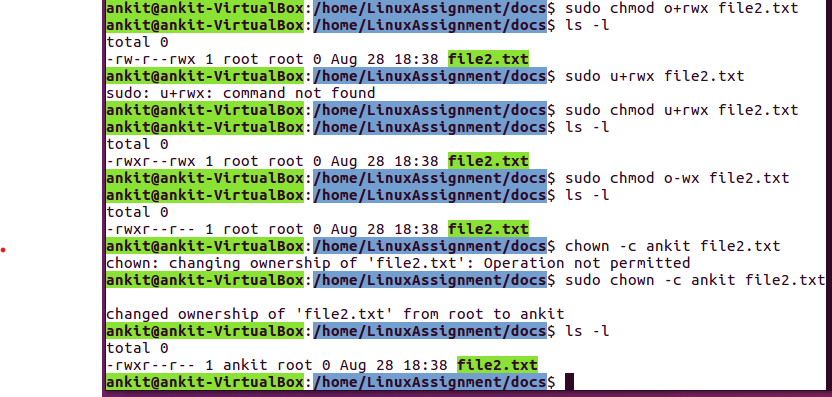 ankit@ankit-VirtualBox:/home/LinuxAssignment/docs$ sudo chmod o+rwx file2.txt
ankit@ankit-VirtualBox:/home/LinuxAssignment/docs$ ls -l
total 0
-rw-r--rwx 1 root root 0 Aug 28 18:38 file2.txt
ankit@ankit-VirtualBox:/home/LinuxAssignment/docs$ sudo u+rwx file2.txt
sudo: u+rwx: command not found
ankit@ankit-VirtualBox:/home/LinuxAssignment/docs$ sudo chmod u+rwx file2.txt
ankit@ankit-VirtualBox:/home/LinuxAssignment/docs$ ls -l
total 0
-rwxr--rwx 1 root root 0 Aug 28 18:38 file2.txt
ankit@ankit-VirtualBox:/home/LinuxAssignment/docs$ sudo chmod o-wx file2.txt
ankit@ankit-VirtualBox:/home/LinuxAssignment/docs$ ls -l
total 0
-rwxr--r-- 1 root root 0 Aug 28 18:38 file2.txt
ankit@ankit-VirtualBox:/home/LinuxAssignment/docs$ chown -c ankit file2.txt
chown: changing ownership of 'file2.txt': Operation not permitted
ankit@ankit-VirtualBox:/home/LinuxAssignment/docs$ sudo chown -c ankit file2.txt
changed ownership of 'file2.txt' from root to ankit
ankit@ankit-VirtualBox:/home/LinuxAssignment/docs$ ls -l
total 0
-rwxr--r-- 1 ankit root 0 Aug 28 18:38 file2.txt
ankit@ankit-VirtualBox:/home/LinuxAssignment/docs$